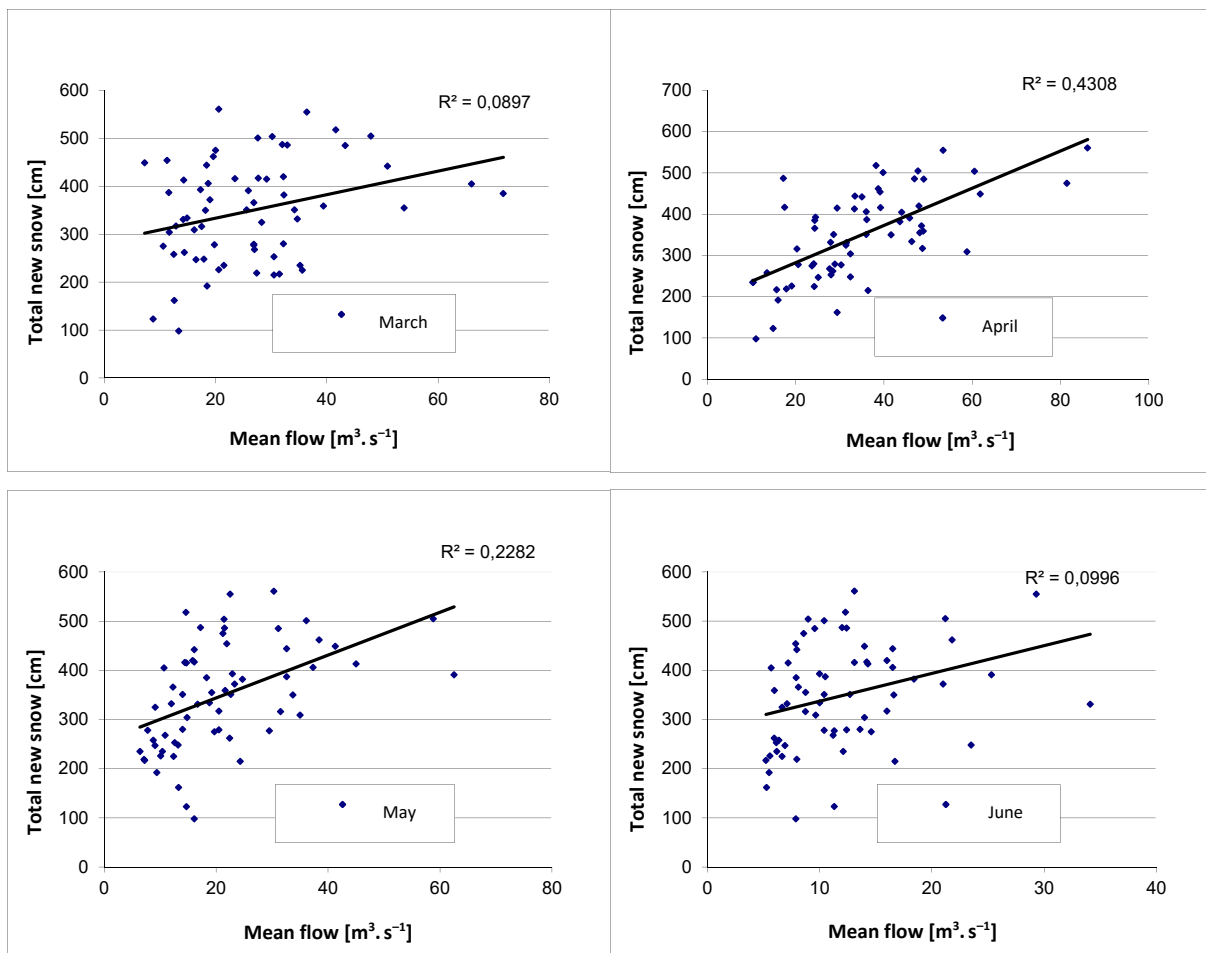 R² = 0,0897
Total new snow [cm]
600
500
400
300
200
100
0
March
0 20 40 60 80
Mean flow [m³. s⁻¹]
R² = 0,4308
Total new snow [cm]
700
600
500
400
300
200
100
0
April
0 20 40 60 80 100
Mean flow [m³. s⁻¹]
R² = 0,2282
Total new snow [cm]
600
500
400
300
200
100
0
May
0 20 40 60 80
Mean flow [m³. s⁻¹]
R² = 0,0996
Total new snow [cm]
600
500
400
300
200
100
0
June
0 10 20 30 40
Mean flow [m³. s⁻¹]